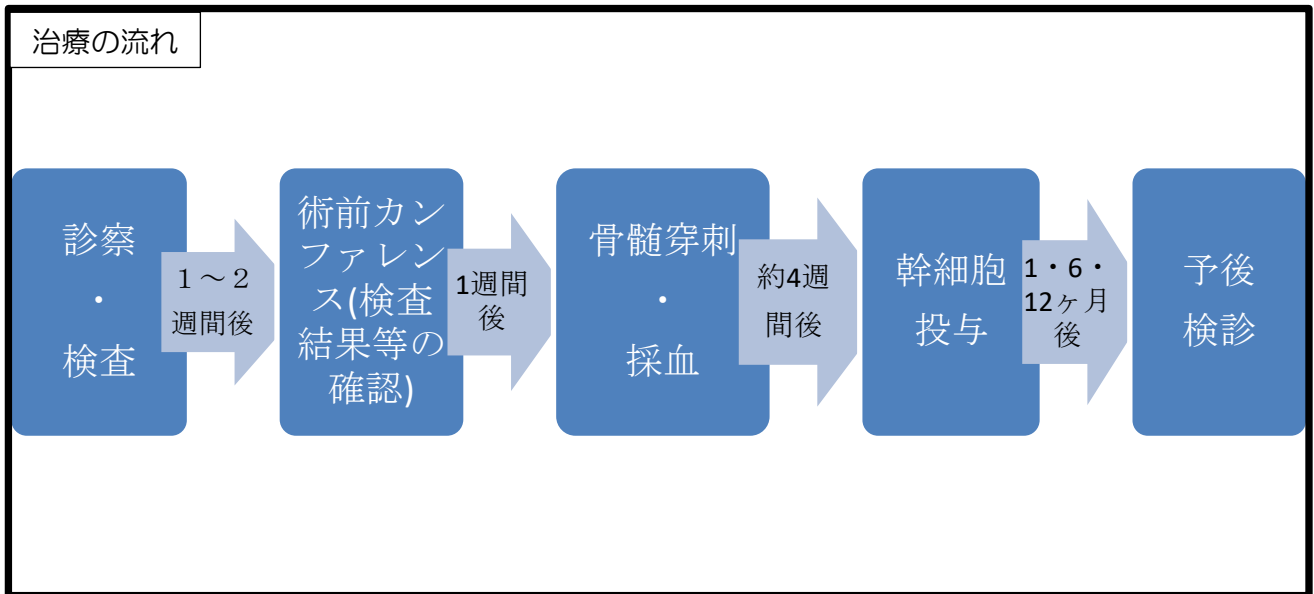 治療の流れ
診察
・
検査
１～２
週間後
術前カン
ファレン
ス(検査
結果等の
確認)
1週間
後
骨髄穿刺
・
採血
約4週
間後
幹細胞
投与
1・6・
12ヶ月
後
予後
検診